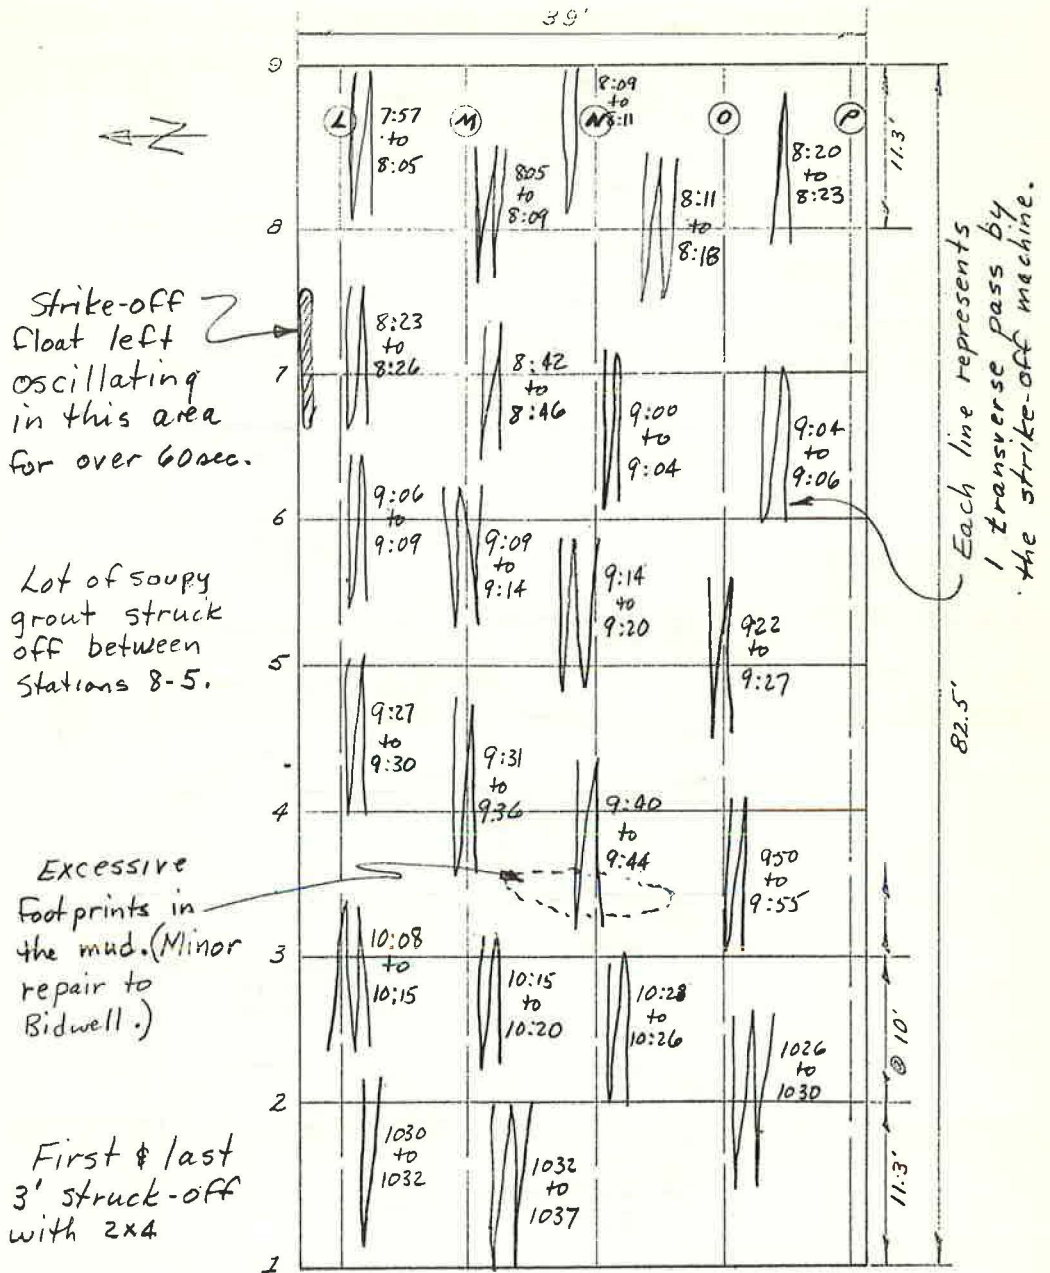 39'
9
L
M
N
O
P
N
7:57
to
8:05
805
to
8:09
8:09
to
8:11
8:11
to
8:18
8:20
to
8:23
11.3'
8
Strike-off
float left
oscillating
in this area
for over 60sec.
8:23
to
8:26
7
8:42
to
8:46
9:00
to
9:04
9:04
to
9:06
Each line represents
1 transverse pass by
the strike-off machine.
6
9:06
to
9:09
9:09
to
9:14
9:14
to
9:20
922
to
9:27
Lot of soupy
grout struck
off between
Stations 8-5.
5
9:27
to
9:30
9:31
to
936
9:40
to
9:44
950
to
9:55
82.5'
4
Excessive
Footprints in
the mud. (Minor
repair to
Bidwell.)
3
10:08
to
10:15
10:15
to
10:20
10:28
to
10:26
1026
to
1030
@ 10'
2
First & last
3' struck-off
with 2x4
1030
to
1032
1032
to
1037
11.3'
1